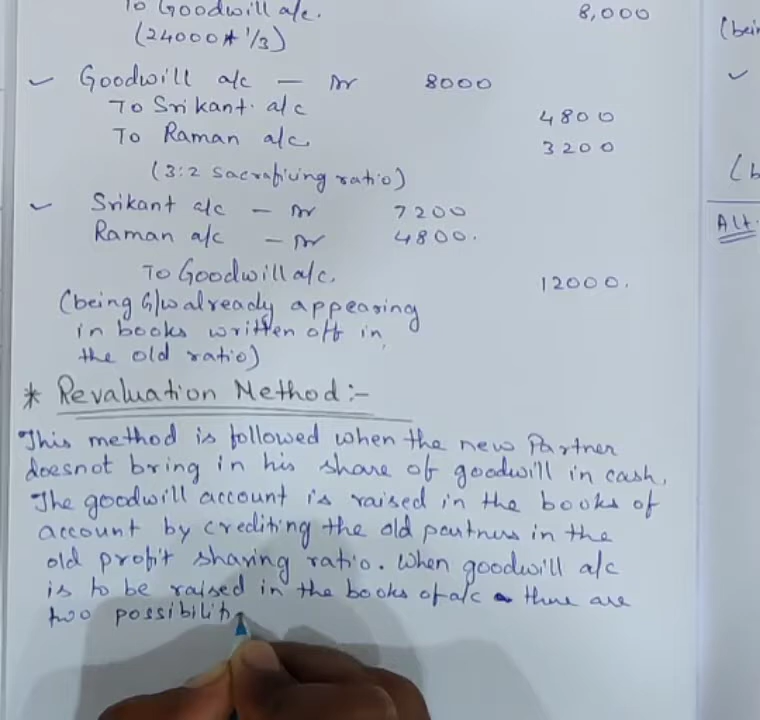 To Goodwill a/c. 8,000
(24000 * 1/3)
Goodwill a/c — Dr 8000
To Srikant. a/c 4800
To Raman a/c. 3200
(3:2 sacrafiving ratio)
Srikant a/c — Dr 7200
Raman a/c — Dr 4800.
To Goodwill a/c. 12000.
(being G/w already appearing
in books written off in
the old ratio)
* Revaluation Method :-
This method is followed when the new Partner
doesnot bring in his share of goodwill in cash.
The goodwill account is raised in the books of
account by crediting the old partners in the
old profit sharing ratio. When goodwill a/c
is to be raised in the books of a/c there are
two possibilit
(bein
(b
Alt.